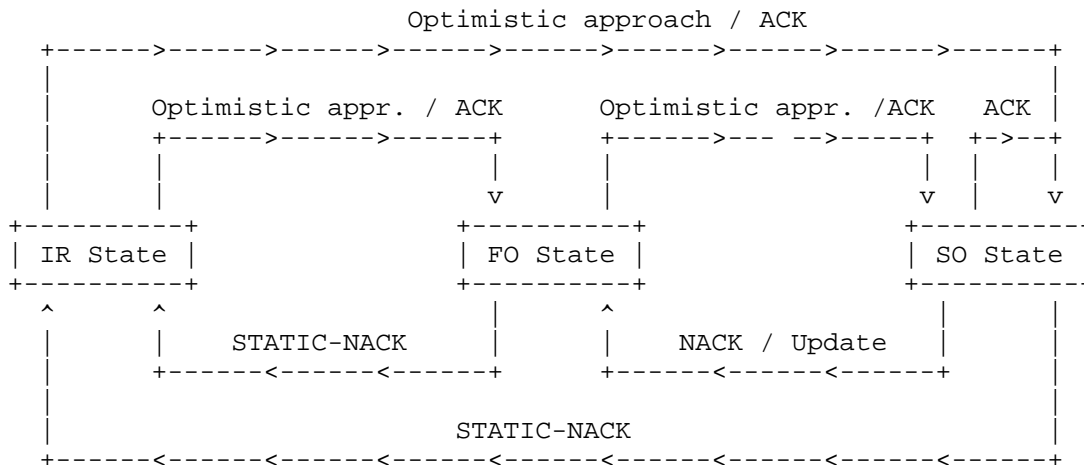 Optimistic approach / ACK
Optimistic appr. / ACK Optimistic appr. /ACK ACK
IR State FO State SO State
STATIC-NACK NACK / Update
STATIC-NACK